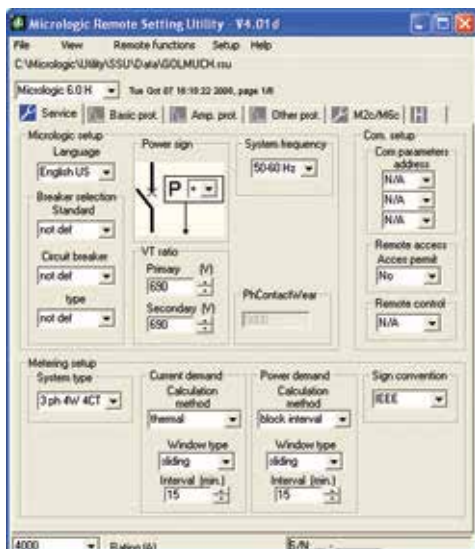 Micrologic Remote Setting Utility - V4.01d
File View Remote functions Setup Help
C:\Micrologic\Utility\SSU\Data\GOLMUCH.rsu
Micrologic 6.0 H
Service Basic prot. Amp. prot. Other prot. M2c/M6c
Micrologic setup
Language
English US
Breaker selection
Standard
not def
Circuit breaker
not def
type
not def
Power sign
P +
VT ratio
Primary (V)
690
Secondary (V)
690
System frequency
50-60 Hz
PhContactWear
Com. setup
Com parameters
address
N/A
N/A
N/A
Remote access
Acces permit
No
Remote control
N/A
Metering setup
System type
3 ph 4W 4CT
Current demand
Calculation
method
thermal
Window type
sliding
Interval (min.)
15
Power demand
Calculation
method
block interval
Window type
sliding
Interval (min.)
15
Sign convention
IEEE
4000 Rating (A)
S/N: